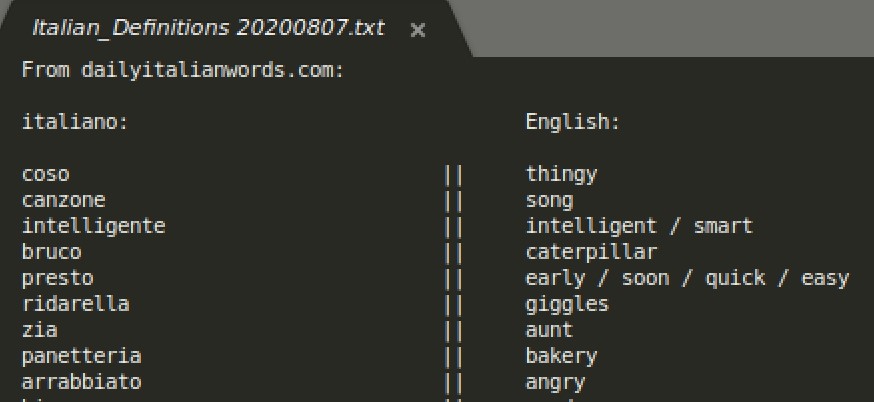 Italian_Definitions 20200807.txt ×
From dailyitalianwords.com:
italiano: English:
coso || thingy
canzone || song
intelligente || intelligent / smart
bruco || caterpillar
presto || early / soon / quick / easy
ridarella || giggles
zia || aunt
panetteria || bakery
arrabbiato || angry